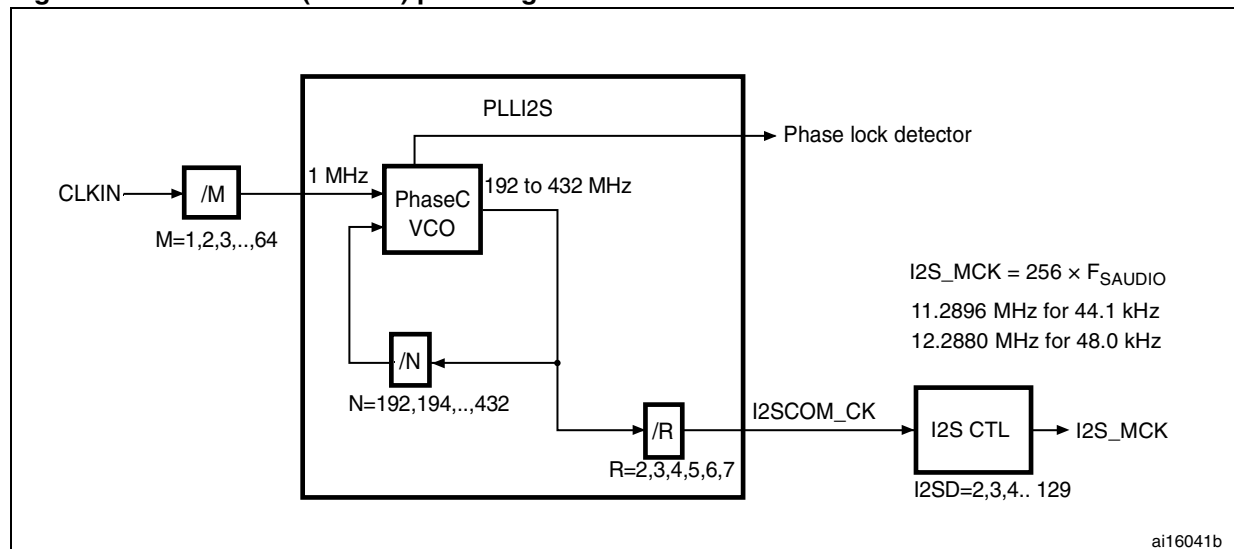 PLLI2S
Phase lock detector
CLKIN
/M
1 MHz
PhaseC
VCO
192 to 432 MHz
M=1,2,3,..,64
I2S_MCK = 256 × FSAUDIO
11.2896 MHz for 44.1 kHz
12.2880 MHz for 48.0 kHz
/N
N=192,194,..,432
/R
I2SCOM_CK
I2S CTL
I2S_MCK
R=2,3,4,5,6,7
I2SD=2,3,4.. 129
ai16041b